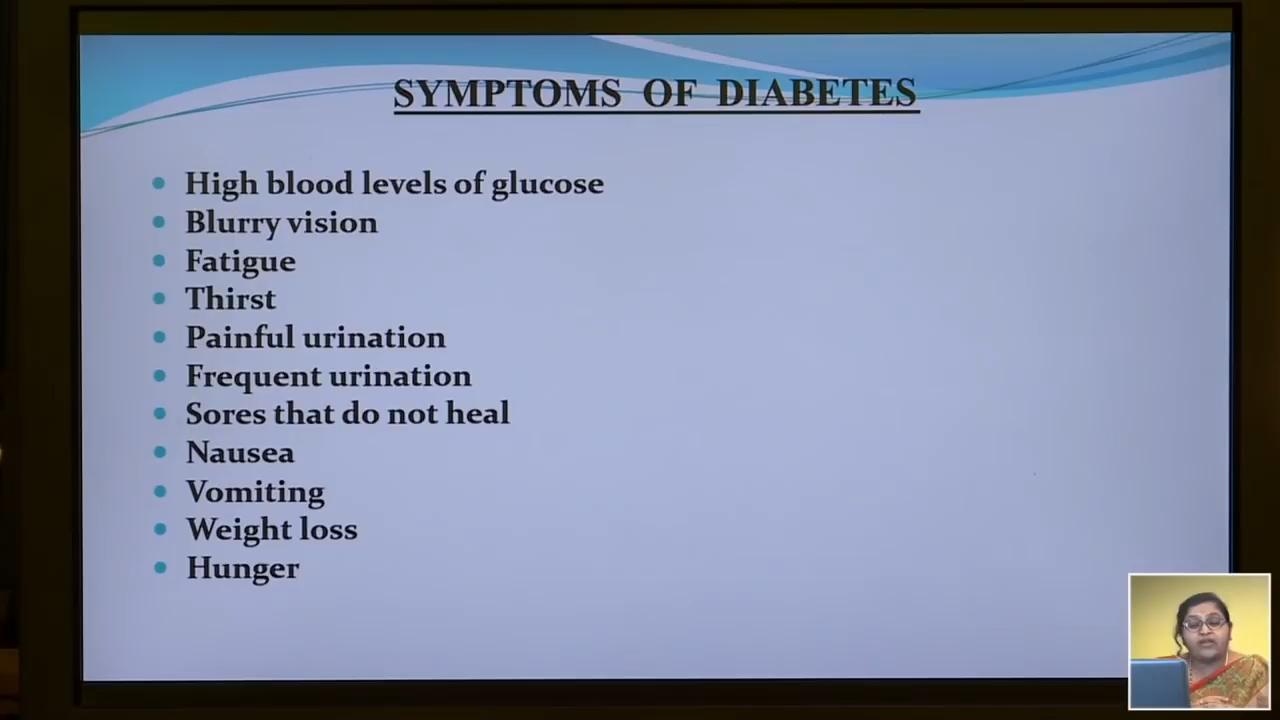 SYMPTOMS OF DIABETES
High blood levels of glucose
Blurry vision
Fatigue
Thirst
Painful urination
Frequent urination
Sores that do not heal
Nausea
Vomiting
Weight loss
Hunger